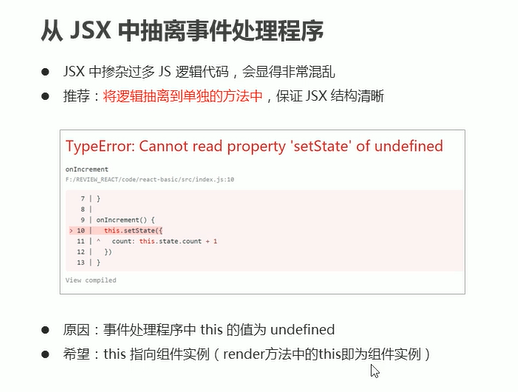 从 JSX 中抽离事件处理程序
● JSX 中掺杂过多 JS 逻辑代码，会显得非常混乱
● 推荐：将逻辑抽离到单独的方法中，保证 JSX 结构清晰
TypeError: Cannot read property 'setState' of undefined
onIncrement
F:/REVIEW_REACT/code/react-basic/src/index.js:10
7 | }
8 |
9 | onIncrement() {
> 10 | this.setState({
11 | ^ count: this.state.count + 1
12 | })
13 | }
View compiled
● 原因：事件处理程序中 this 的值为 undefined
● 希望：this 指向组件实例（render方法中的this即为组件实例）